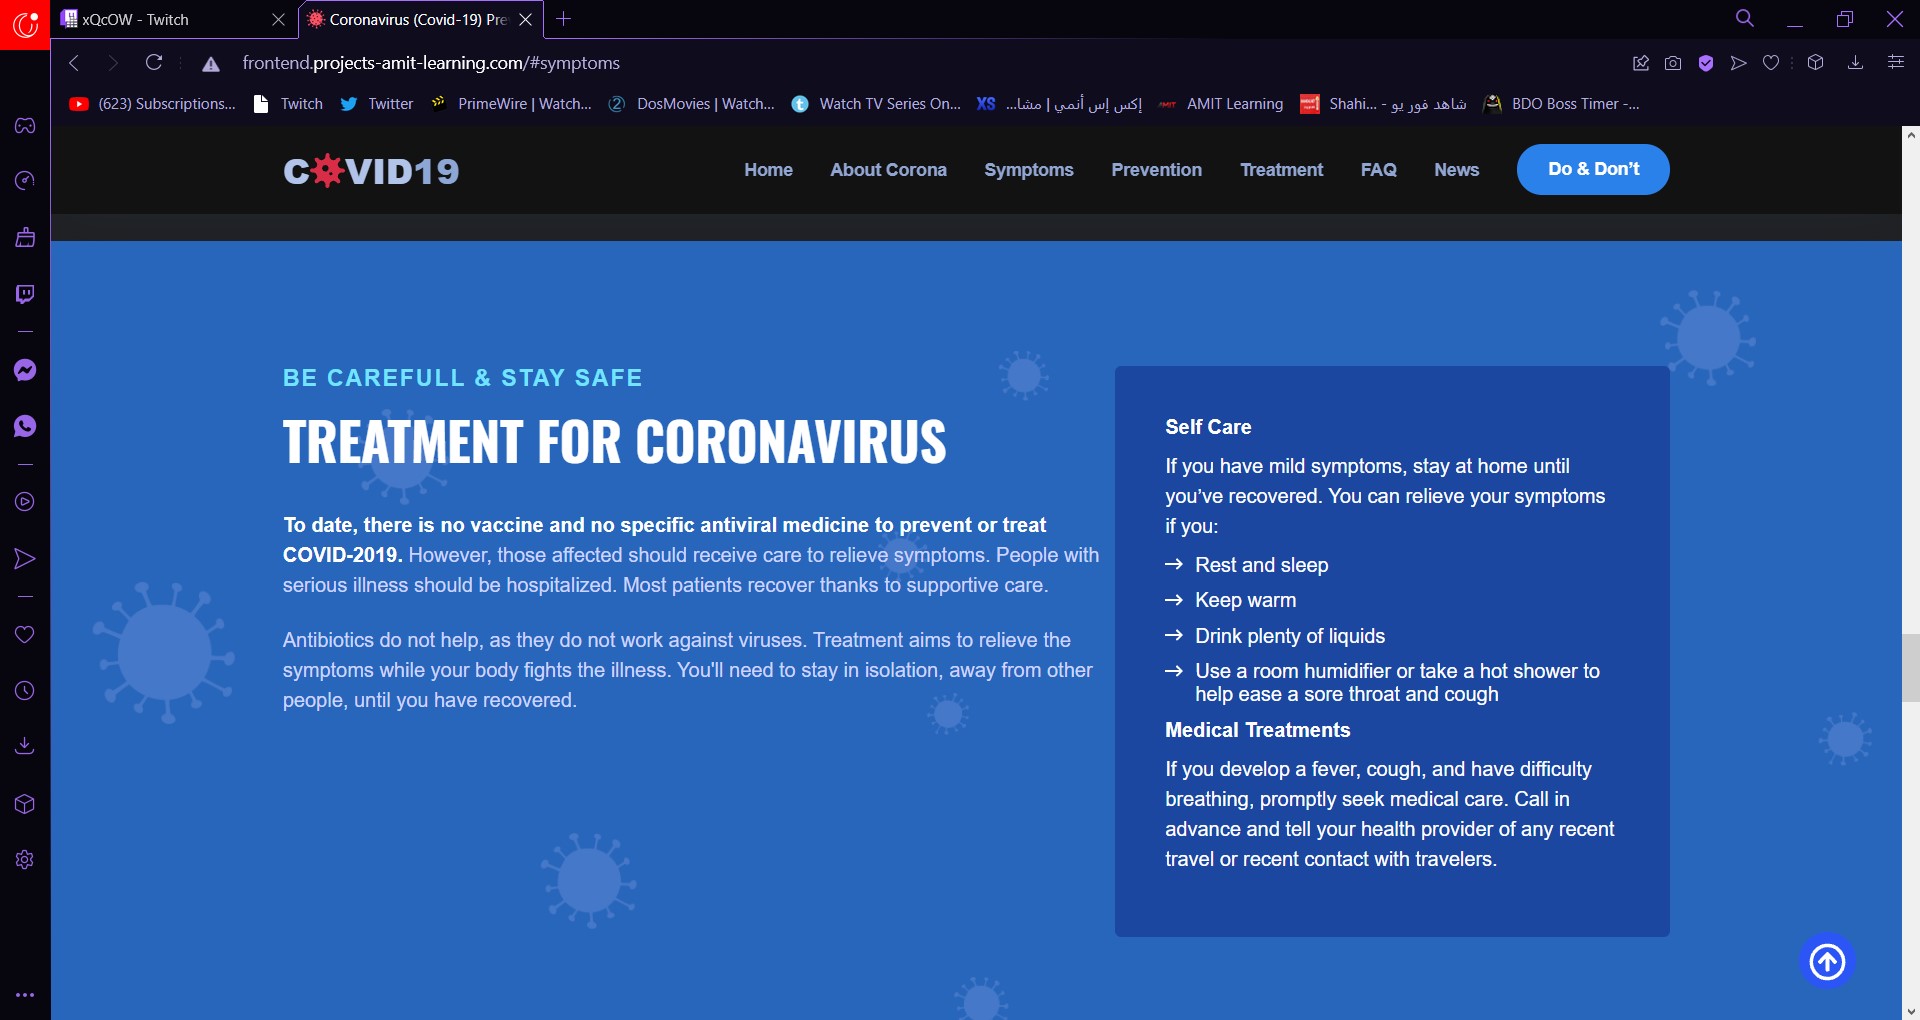 xQcOW - Twitch
Coronavirus (Covid-19) Pre
frontend.projects-amit-learning.com/#symptoms
(623) Subscriptions...
Twitch
Twitter
PrimeWire | Watch...
DosMovies | Watch...
Watch TV Series On...
إكس إس أنمي | مشا...
AMIT Learning
شاهد فور يو - Shahi...
BDO Boss Timer -...
COVID19
Home
About Corona
Symptoms
Prevention
Treatment
FAQ
News
Do & Don't
BE CAREFULL & STAY SAFE
TREATMENT FOR CORONAVIRUS
To date, there is no vaccine and no specific antiviral medicine to prevent or treat
COVID-2019. However, those affected should receive care to relieve symptoms. People with
serious illness should be hospitalized. Most patients recover thanks to supportive care.
Antibiotics do not help, as they do not work against viruses. Treatment aims to relieve the
symptoms while your body fights the illness. You'll need to stay in isolation, away from other
people, until you have recovered.
Self Care
If you have mild symptoms, stay at home until
you've recovered. You can relieve your symptoms
if you:
→ Rest and sleep
→ Keep warm
→ Drink plenty of liquids
→ Use a room humidifier or take a hot shower to
help ease a sore throat and cough
Medical Treatments
If you develop a fever, cough, and have difficulty
breathing, promptly seek medical care. Call in
advance and tell your health provider of any recent
travel or recent contact with travelers.